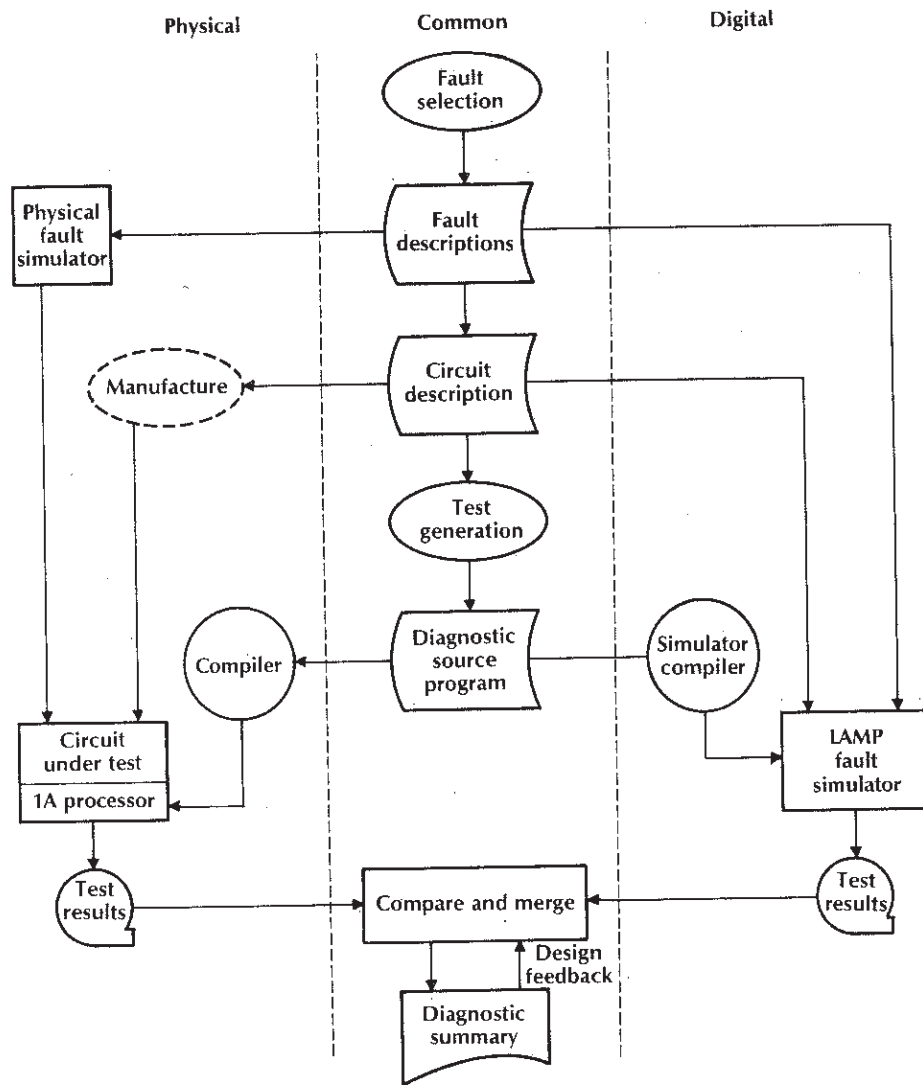 Physical
Common
Digital
Fault
selection
Physical
fault
simulator
Fault
descriptions
Manufacture
Circuit
description
Test
generation
Compiler
Diagnostic
source
program
Simulator
compiler
Circuit
under test
1A processor
LAMP
fault
simulator
Test
results
Compare and merge
Test
results
Design
feedback
Diagnostic
summary